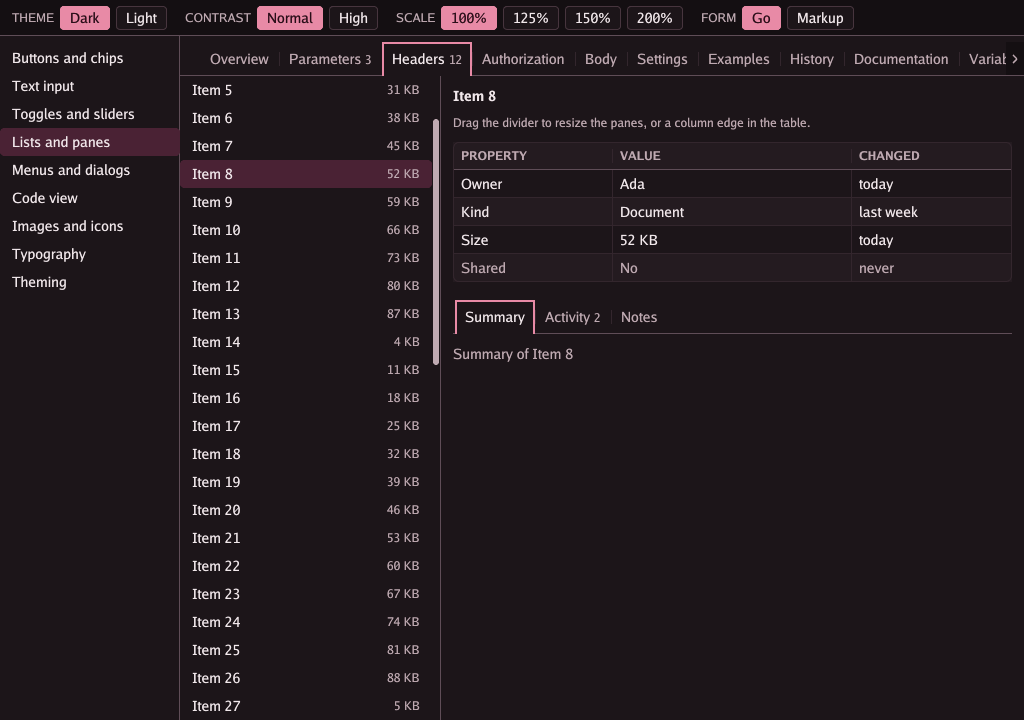 THEME Dark Light CONTRAST Normal High SCALE 100% 125% 150% 200% FORM Go Markup
Buttons and chips
Text input
Toggles and sliders
Lists and panes
Menus and dialogs
Code view
Images and icons
Typography
Theming
Overview Parameters 3 Headers 12 Authorization Body Settings Examples History Documentation Variab
Item 5 31 KB
Item 6 38 KB
Item 7 45 KB
Item 8 52 KB
Item 9 59 KB
Item 10 66 KB
Item 11 73 KB
Item 12 80 KB
Item 13 87 KB
Item 14 4 KB
Item 15 11 KB
Item 16 18 KB
Item 17 25 KB
Item 18 32 KB
Item 19 39 KB
Item 20 46 KB
Item 21 53 KB
Item 22 60 KB
Item 23 67 KB
Item 24 74 KB
Item 25 81 KB
Item 26 88 KB
Item 27 5 KB
Item 8
Drag the divider to resize the panes, or a column edge in the table.
PROPERTY VALUE CHANGED
Owner Ada today
Kind Document last week
Size 52 KB today
Shared No never
Summary Activity 2 Notes
Summary of Item 8